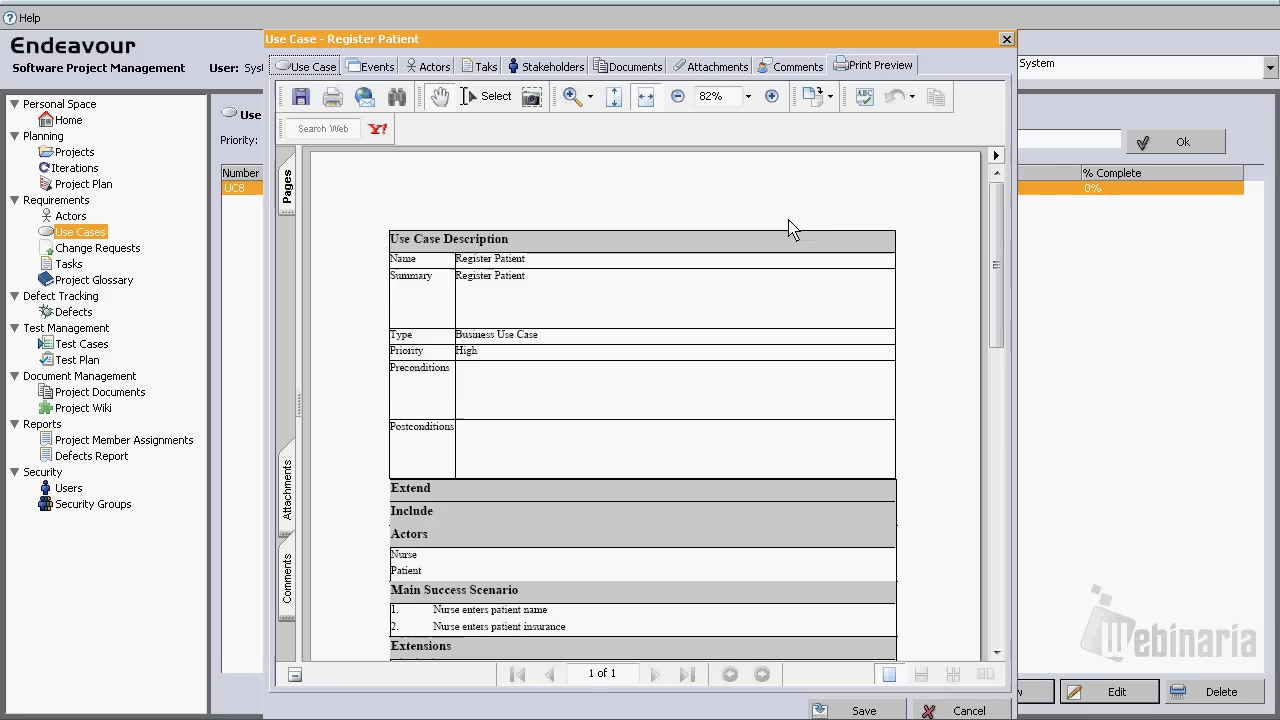 Help
Endeavour
Software Project Management
User: Sys
System
Use Case - Register Patient
Use Case
Events
Actors
Taks
Stakeholders
Documents
Attachments
Comments
Print Preview
Select
82%
ABC
Search Web
Y!
Personal Space
Home
Planning
Projects
Iterations
Project Plan
Requirements
Actors
Use Cases
Change Requests
Tasks
Project Glossary
Defect Tracking
Defects
Test Management
Test Cases
Test Plan
Document Management
Project Documents
Project Wiki
Reports
Project Member Assignments
Defects Report
Security
Users
Security Groups
Use
Priority:
Ok
Number
% Complete
UC8
0%
Pages
Attachments
Comments
Use Case Description
Name Register Patient
Summary Register Patient
Type Business Use Case
Priority High
Preconditions
Postconditions
Extend
Include
Actors
Nurse
Patient
Main Success Scenario
1. Nurse enters patient name
2. Nurse enters patient insurance
Extensions
1 of 1
Save
Cancel
w
Edit
Delete
Webinaria